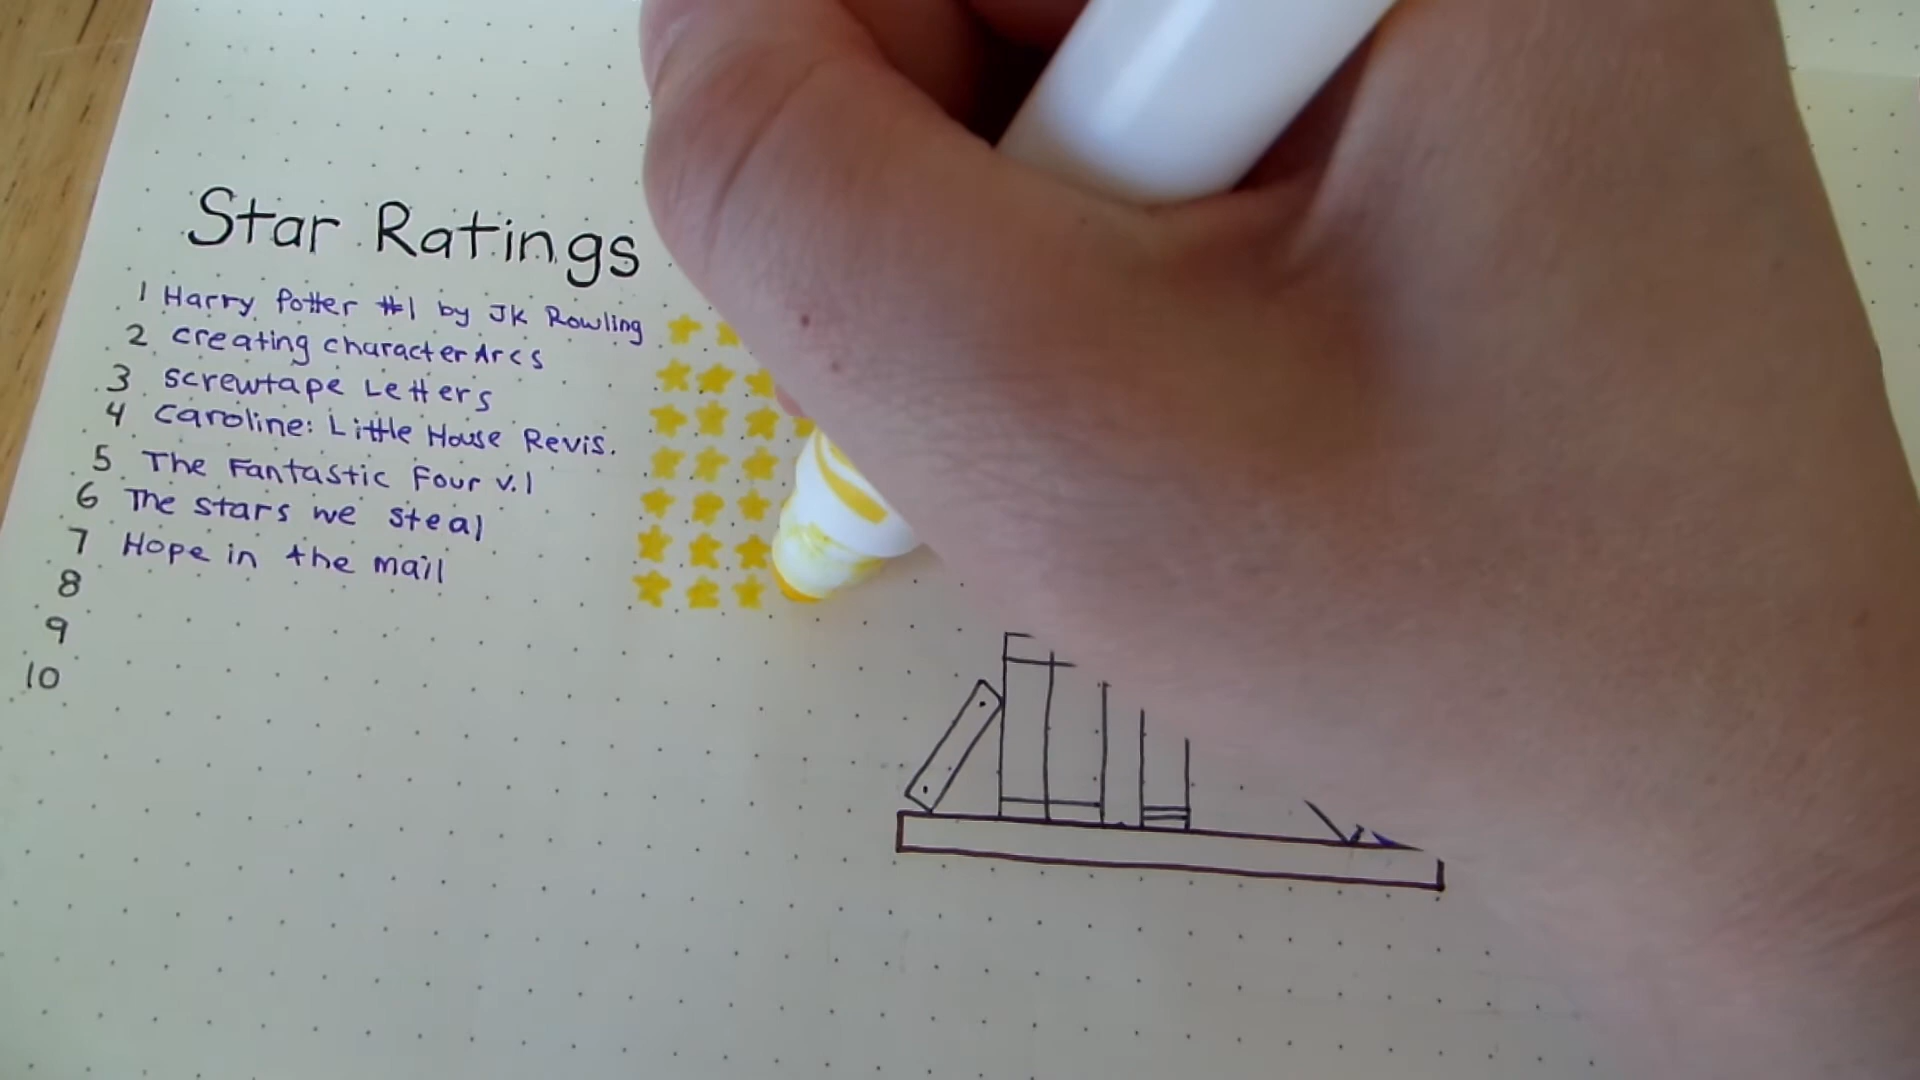 Star Ratings
1 Harry Potter #1 by JK Rowling
2 creating character Arcs
3 screwtape Letters
4 Caroline: Little House Revis.
5 The Fantastic Four v.1
6 The stars we steal
7 Hope in the mail
8
9
10